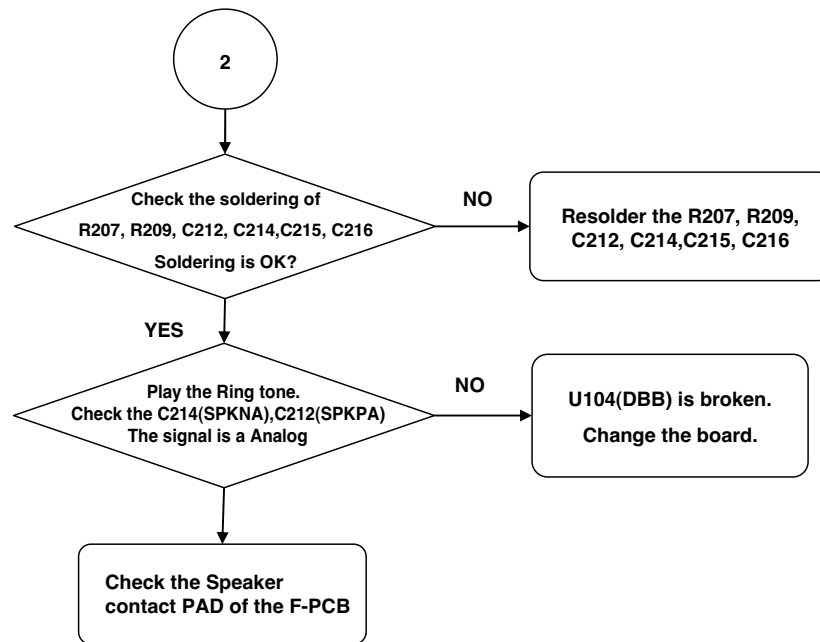 2
Check the soldering of
R207, R209, C212, C214,C215, C216
Soldering is OK?
NO
Resolder the R207, R209,
C212, C214,C215, C216
YES
Play the Ring tone.
Check the C214(SPKNA),C212(SPKPA)
The signal is a Analog
NO
U104(DBB) is broken.
Change the board.
Check the Speaker
contact PAD of the F-PCB